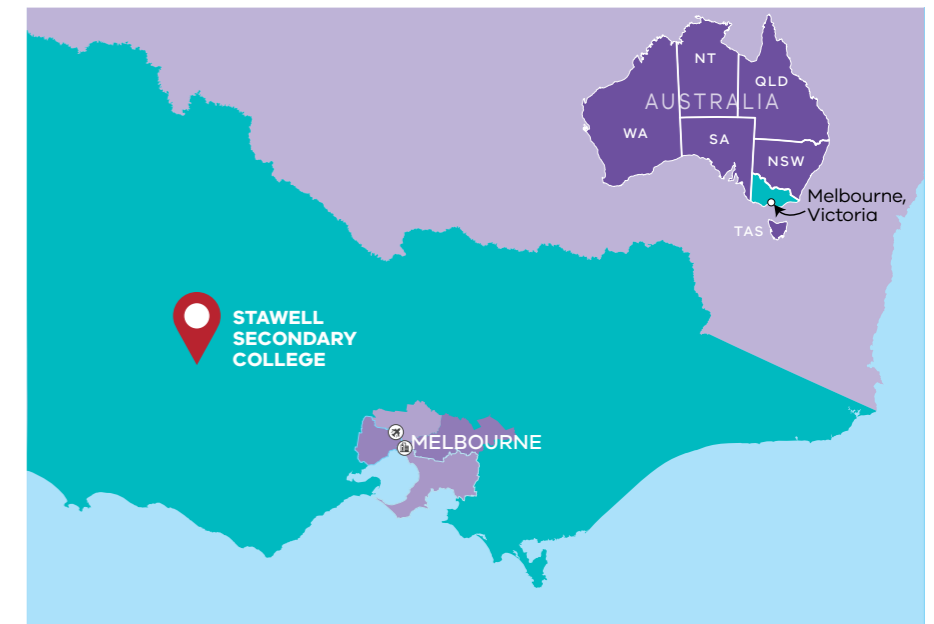 NT
QLD
AUSTRALIA
WA
SA
NSW
Melbourne,
Victoria
TAS
STAWELL
SECONDARY
COLLEGE
MELBOURNE